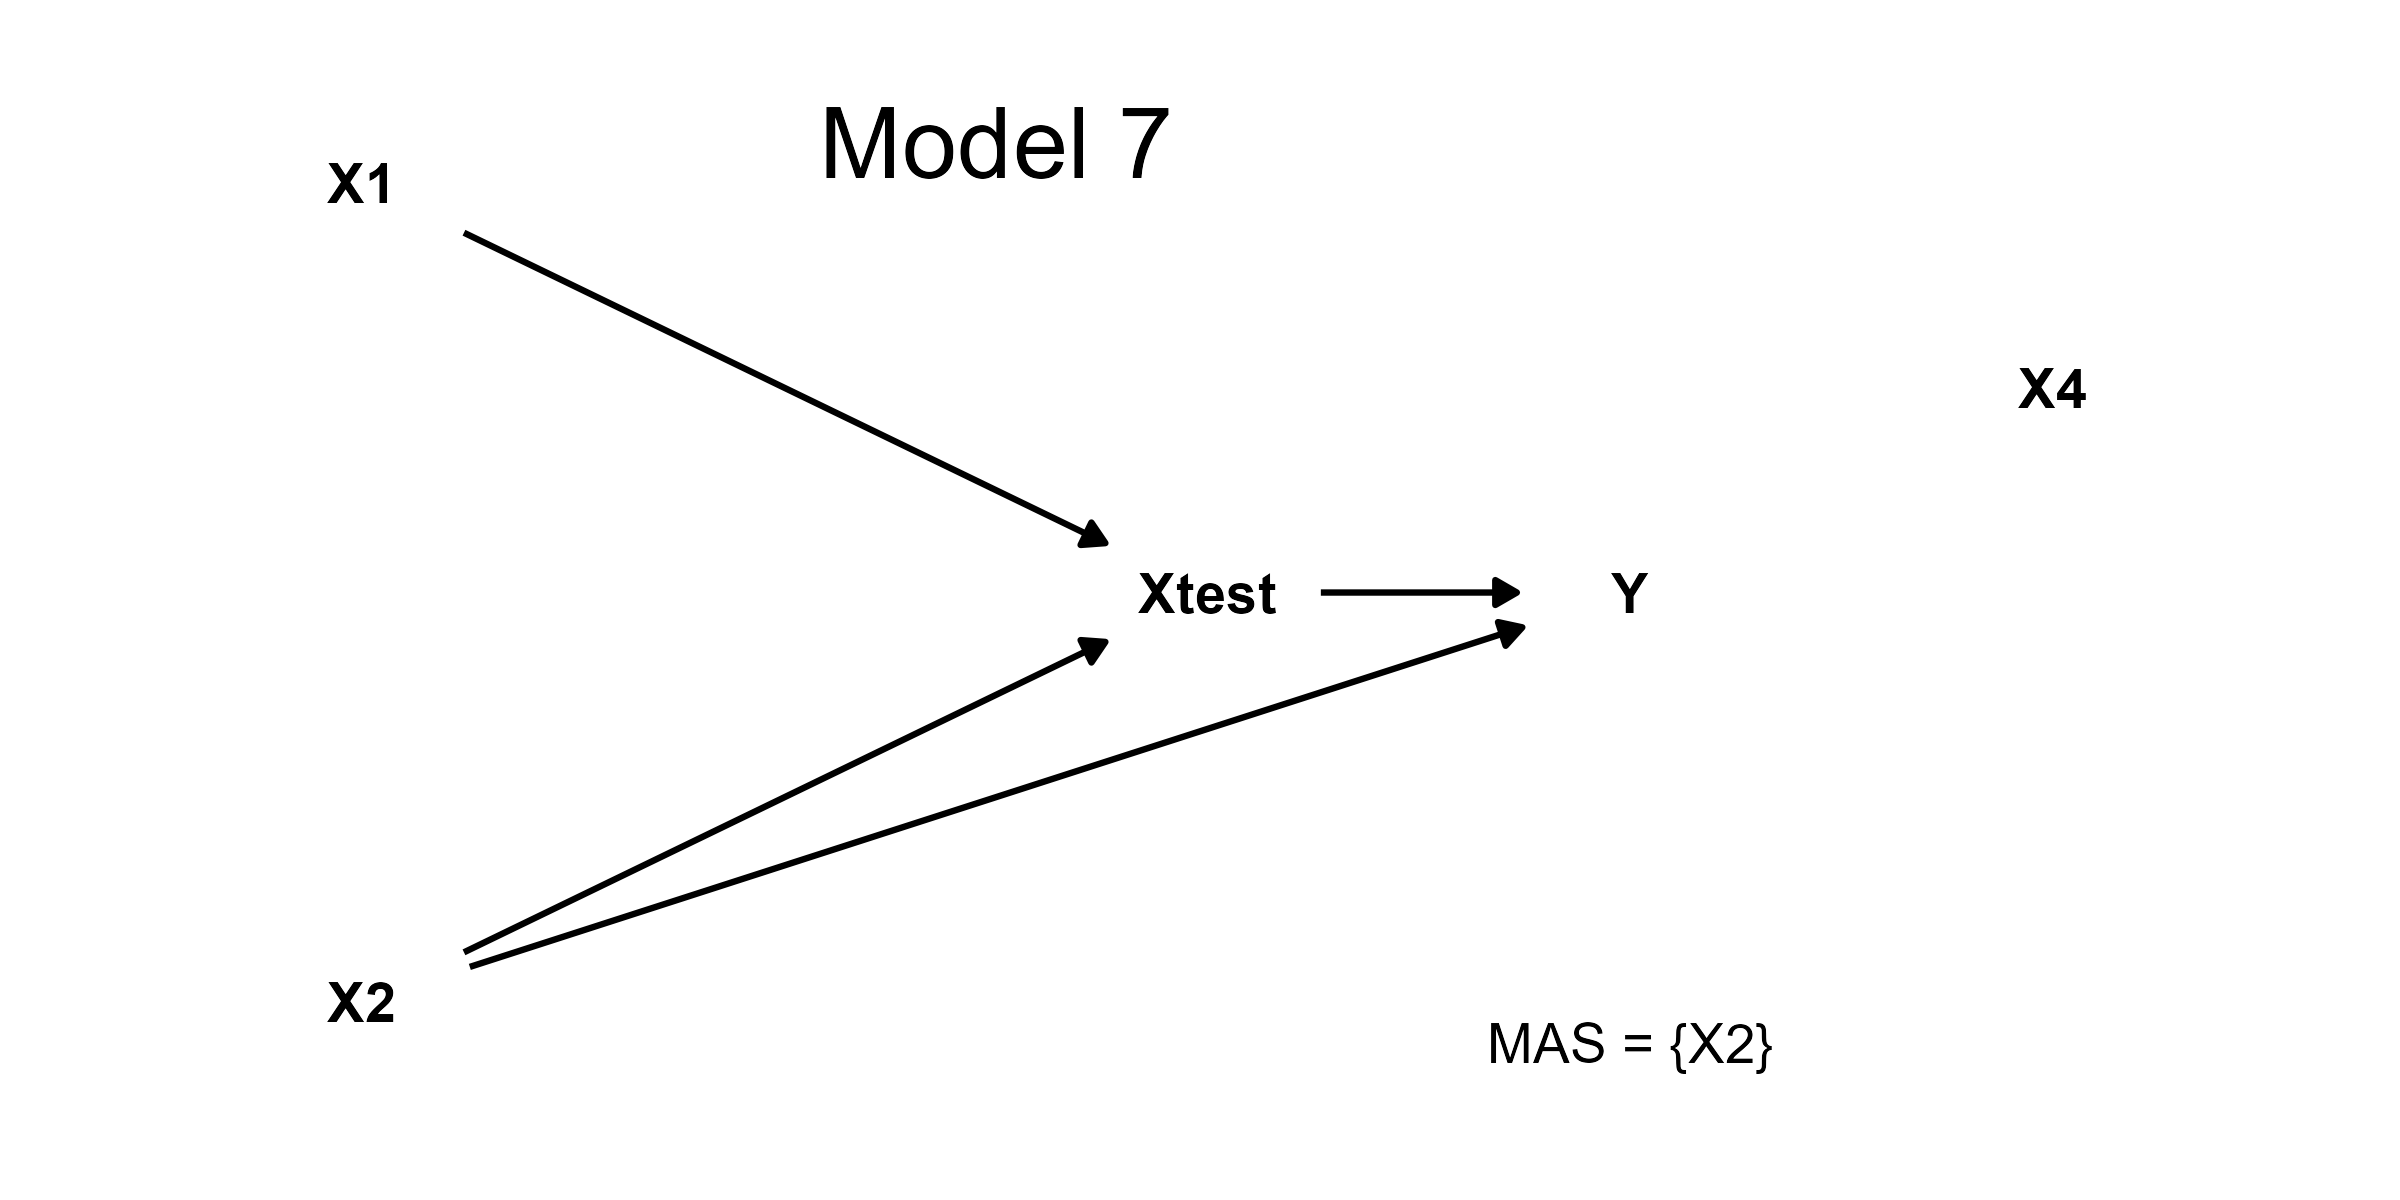 Model 7
X1
X4
Xtest
Y
X2
MAS = {X2}